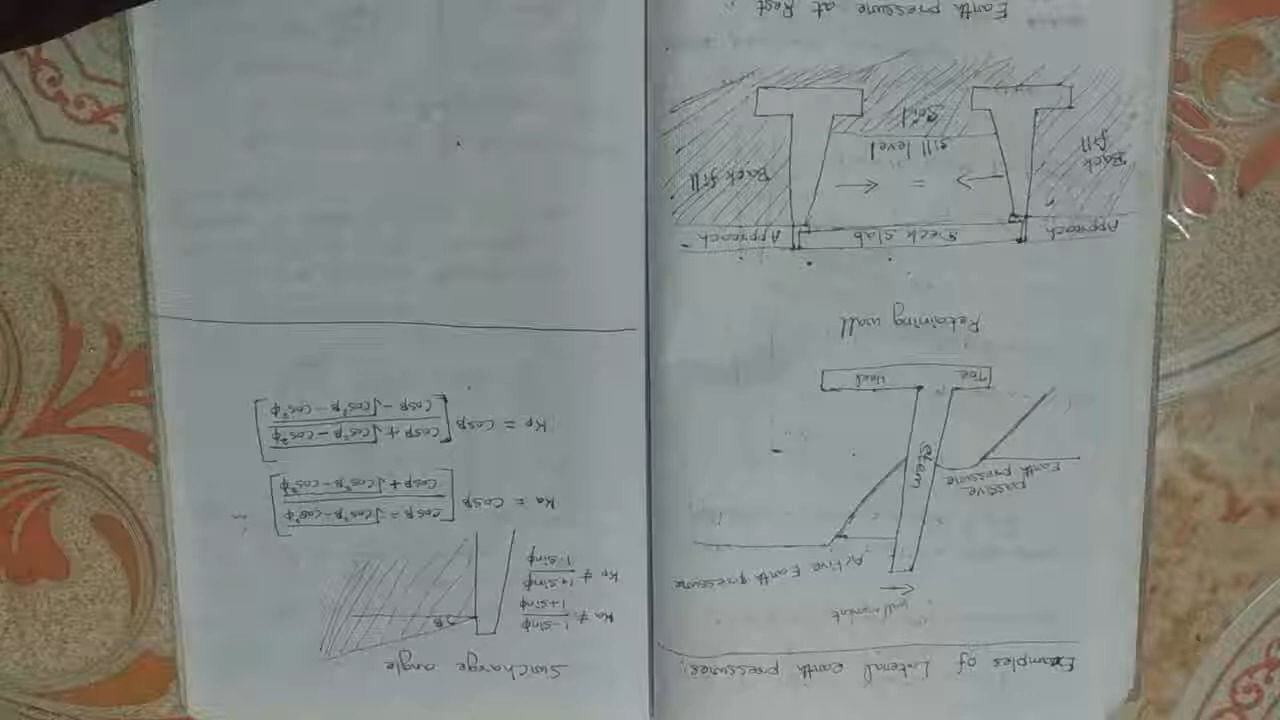 Examples of Lateral earth pressures:
wall movment
Active Earth pressure
passive
Earth pressure
stem
Toe
Heel
Retaining wall
Approach
Deck slab
Approach
Back
fill
=
Back fill
sill level
Soil
Earth pressure at Rest :
Surcharge angle
Ka ≠ 1-sinφ / 1+sinφ
Kp ≠ 1+sinφ / 1-sinφ
β
Ka = cosβ [cosβ = √cos²β - cos²φ / cosβ + √cos²β - cos²φ]
Kp = cosβ [cosβ + √cos²β - cos²φ / cosβ - √cos²β - cos²φ]